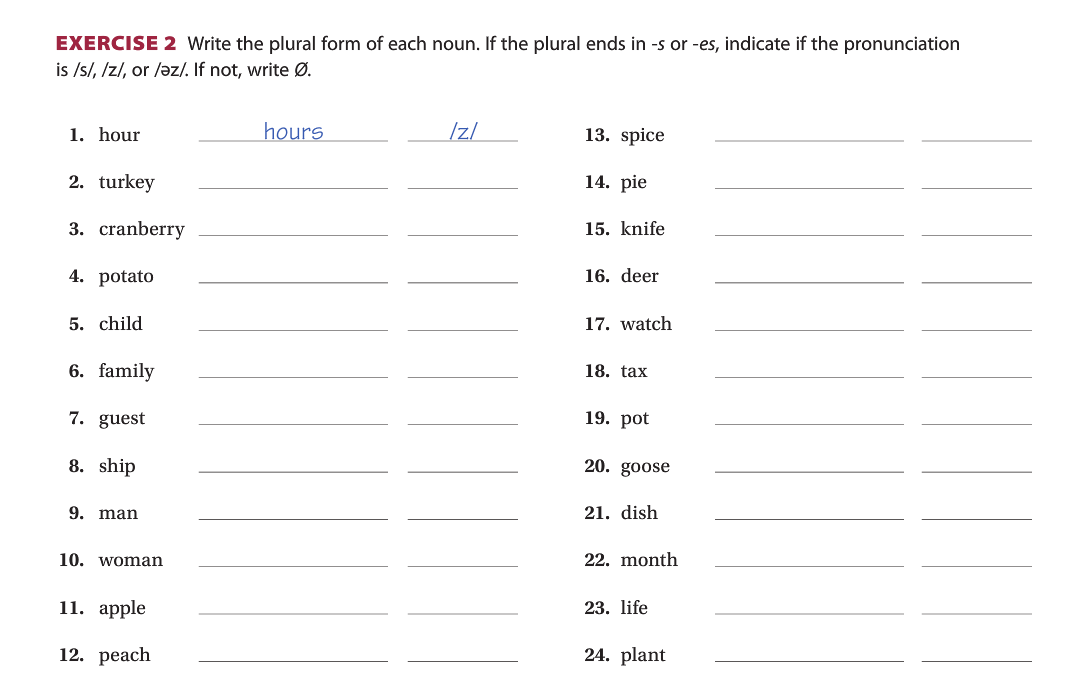 EXERCISE 2 Write the plural form of each noun. If the plural ends in -s or -es, indicate if the pronunciation
is /s/, /z/, or /əz/. If not, write Ø.
1. hour hours /z/
2. turkey
3. cranberry
4. potato
5. child
6. family
7. guest
8. ship
9. man
10. woman
11. apple
12. peach
13. spice
14. pie
15. knife
16. deer
17. watch
18. tax
19. pot
20. goose
21. dish
22. month
23. life
24. plant